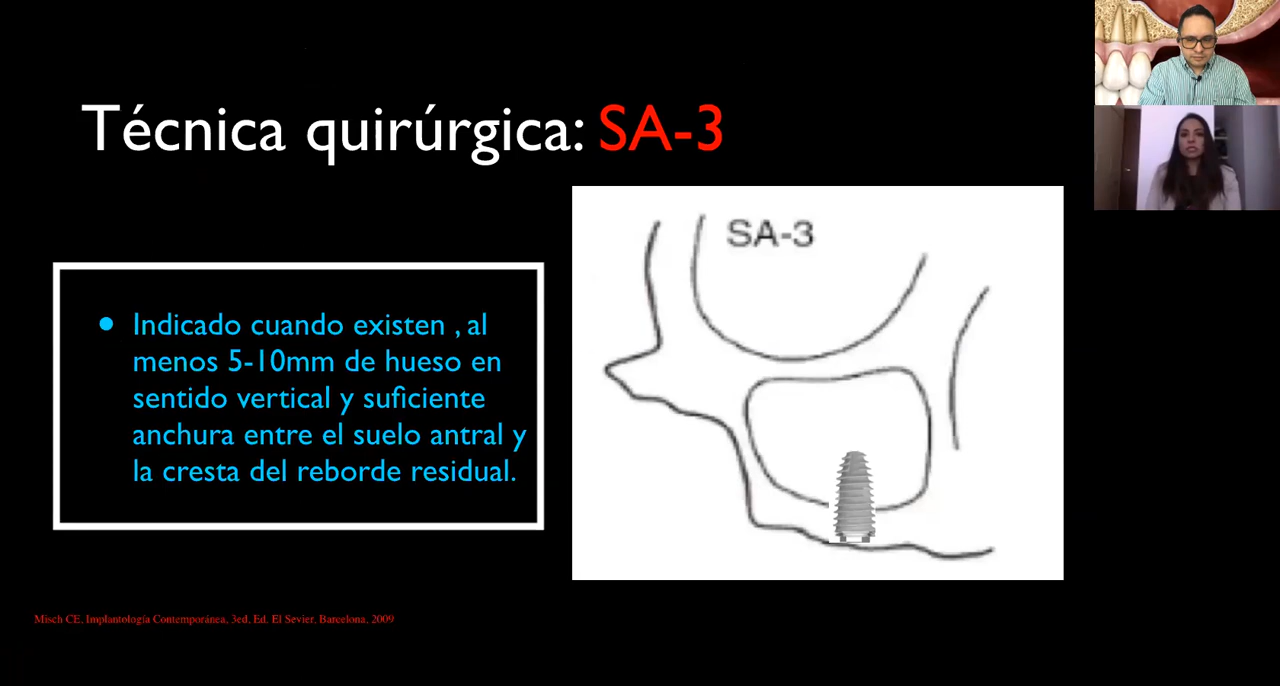 Técnica quirúrgica: SA-3
SA-3
● Indicado cuando existen , al
menos 5-10mm de hueso en
sentido vertical y suficiente
anchura entre el suelo antral y
la cresta del reborde residual.
Misch CE, Implantología Contemporánea, 3ed, Ed. El Sevier, Barcelona, 2009